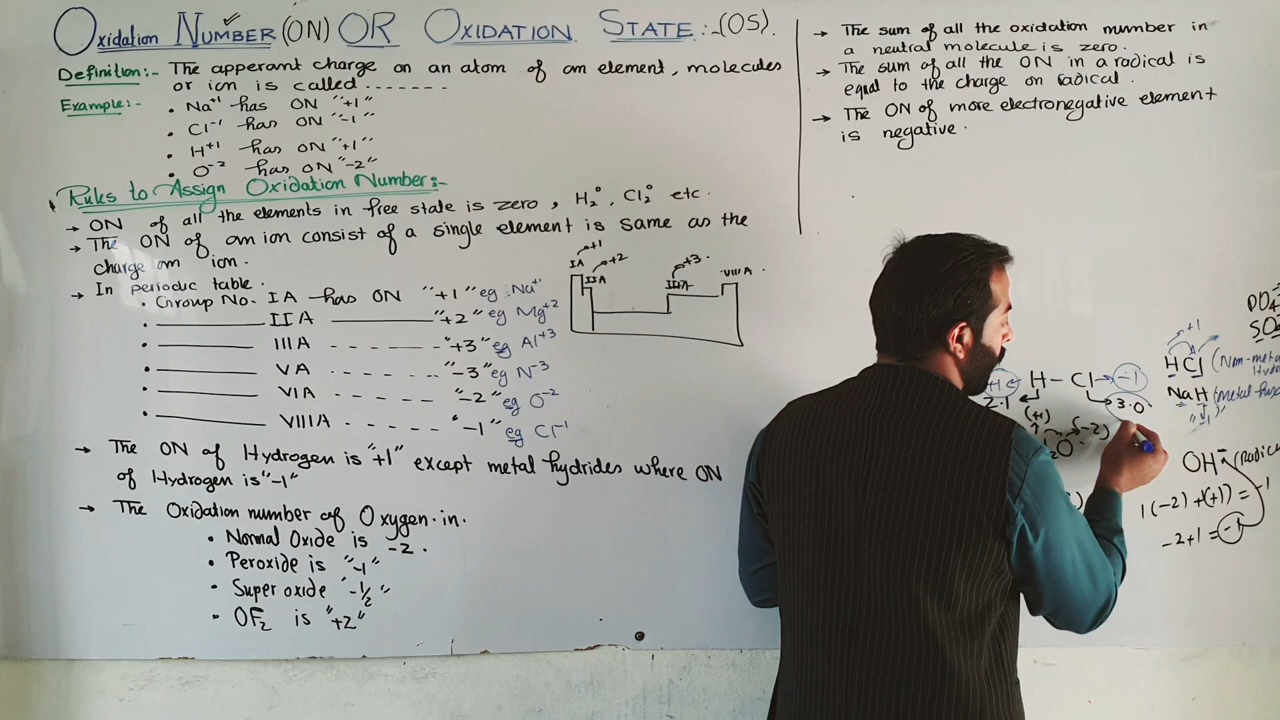 Oxidation NUMBER (ON) OR OXIDATION STATE:-(OS).
Definition:- The apperant charge on an atom of an element, molecules
or ion is called .......
Example:- • Na⁺¹ has ON "+1"
• Cl⁻¹ has ON "-1"
• H⁺¹ has ON "+1"
• O⁻² has ON "-2"
Rules to Assign Oxidation Number:-
→ ON of all the elements in free state is zero, H₂°, Cl₂° etc.
→ The ON of an ion consist of a single element is same as the
charge on ion.
→ In periodic table.
• Group No. IA has ON "+1" eg Na⁺¹
• IIA "+2" eg Mg⁺²
• IIIA "+3" eg Al⁺³
• VA "-3" eg N⁻³
• VIA "-2" eg O⁻²
• VIIIA "-1" eg Cl⁻¹
IA → +1
IIA → +2
IIIA → +3
VIIIA
→ The ON of Hydrogen is "+1" except metal hydrides where ON
of Hydrogen is "-1"
→ The Oxidation number of Oxygen in.
• Normal Oxide is -2.
• Peroxide is "-1"
• Super oxide "-1/2"
• OF₂ is "+2"
→ The sum of all the oxidation number in
a neutral molecule is zero.
→ The sum of all the ON in a radical is
equal to the charge on radical.
→ The ON of more electronegative element
is negative.
H - Cl → -1
2.1 3.0
(+1) (-2)
+1
HCl
NaH
"-1"
OH⁻
1(-2) + (+1) = -1
-2+1 = -1